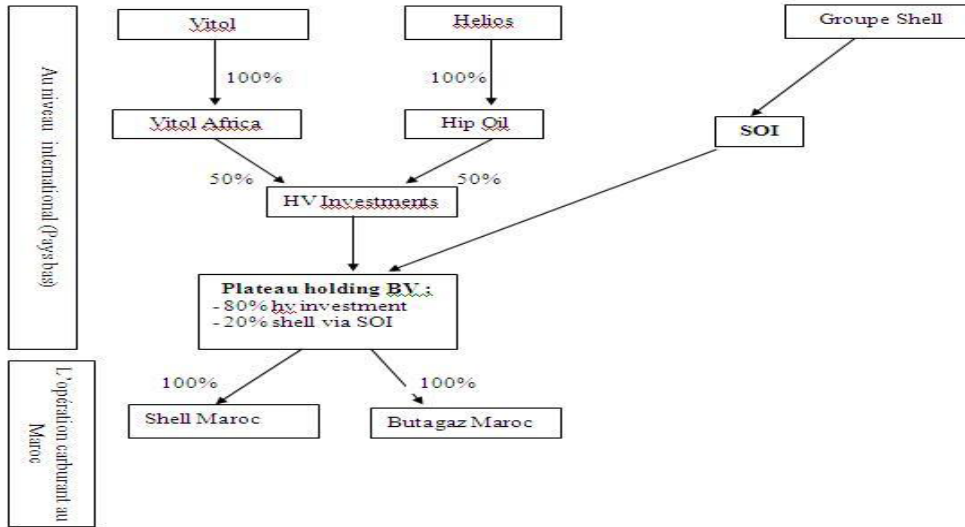 Vitol
Helios
Groupe Shell
100%
100%
Vitol Africa
Hip Oil
SOI
50%
50%
HV Investments
Plateau holding BV :
- 80% hv investment
- 20% shell via SOI
100%
100%
Shell Maroc
Butagaz Maroc
Au niveau international (Pays bas)
L'opération carburant au
Maroc